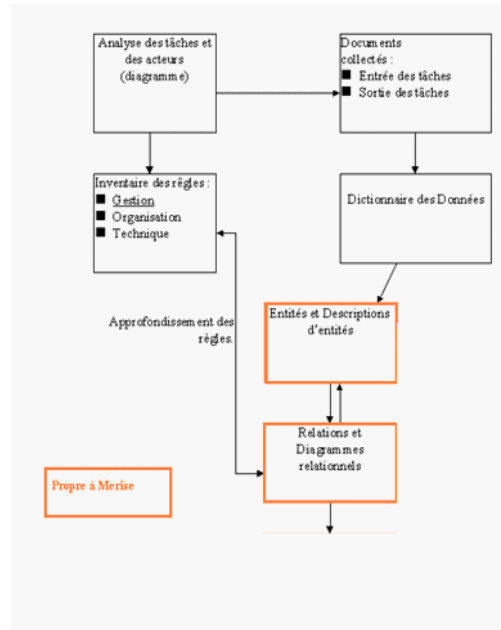 Analyse des tâches et
des acteurs
(diagramme)
Documents
collectés :
■ Entrée des tâches
■ Sortie des tâches
Inventaire des règles :
■ Gestion
■ Organisation
■ Technique
Dictionnaire des Données
Approfondissement des
règles.
Entités et Descriptions
d'entités
Relations et
Diagrammes
relationnels
Propre à Merise